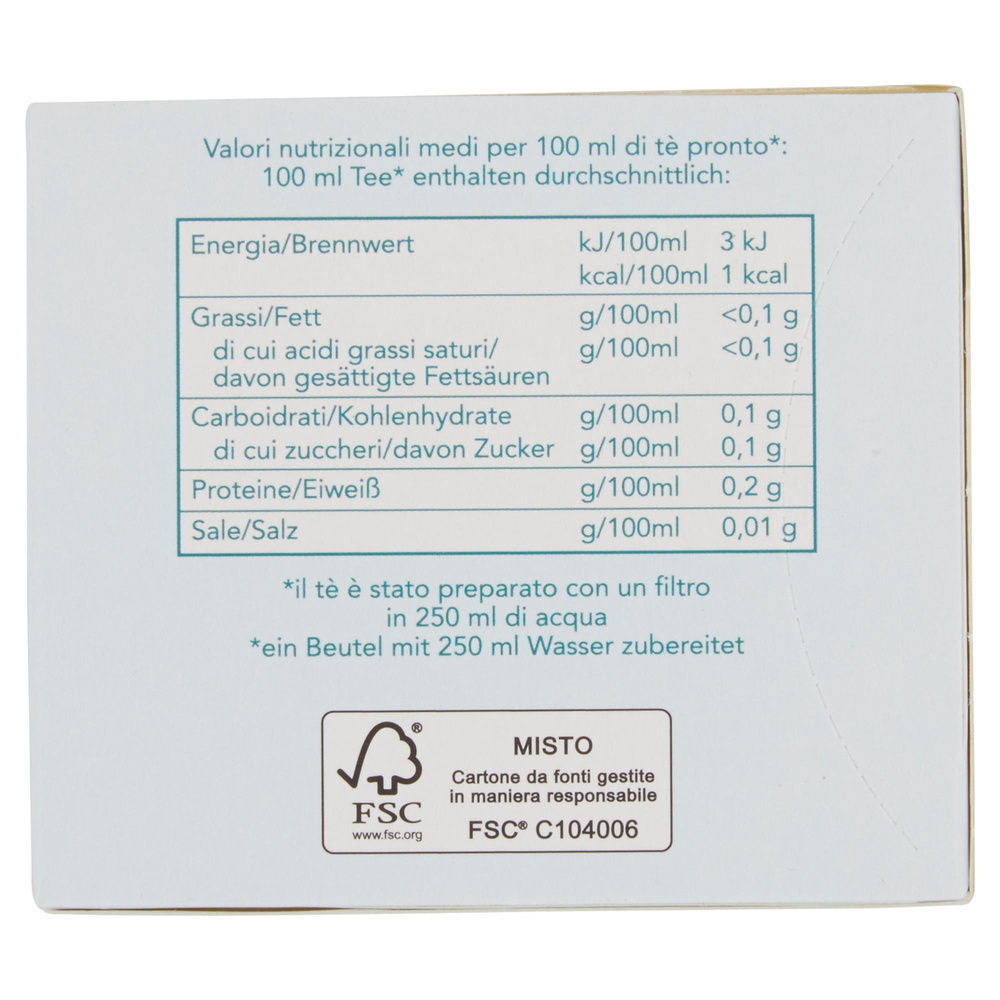 Valori nutrizionali medi per 100 ml di tè pronto*:
100 ml Tee* enthalten durchschnittlich:
Energia/Brennwert kJ/100ml 3 kJ
kcal/100ml 1 kcal
Grassi/Fett g/100ml <0,1 g
di cui acidi grassi saturi/ g/100ml <0,1 g
davon gesättigte Fettsäuren
Carboidrati/Kohlenhydrate g/100ml 0,1 g
di cui zuccheri/davon Zucker g/100ml 0,1 g
Proteine/Eiweiß g/100ml 0,2 g
Sale/Salz g/100ml 0,01 g
*il tè è stato preparato con un filtro
in 250 ml di acqua
*ein Beutel mit 250 ml Wasser zubereitet
®
FSC
www.fsc.org
MISTO
Cartone da fonti gestite
in maniera responsabile
FSC® C104006